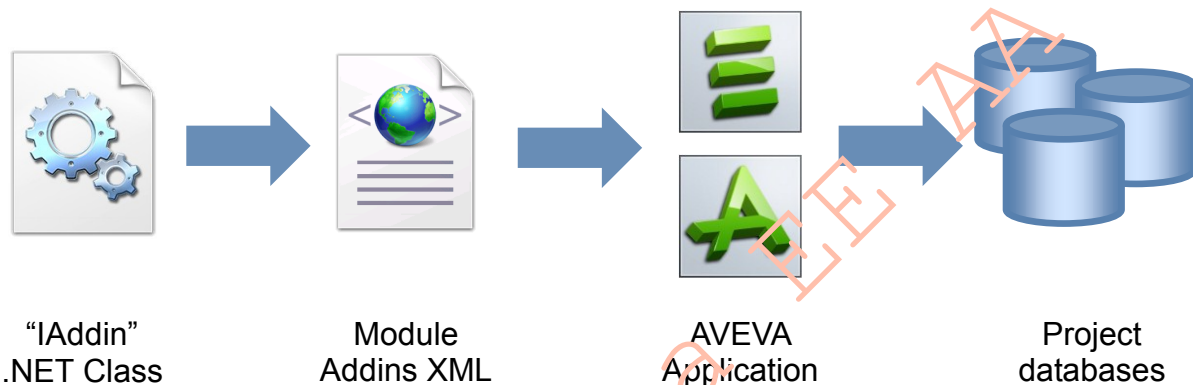 “IAddin”
.NET Class
Module
Addins XML
AVEVA
Application
Project
databases